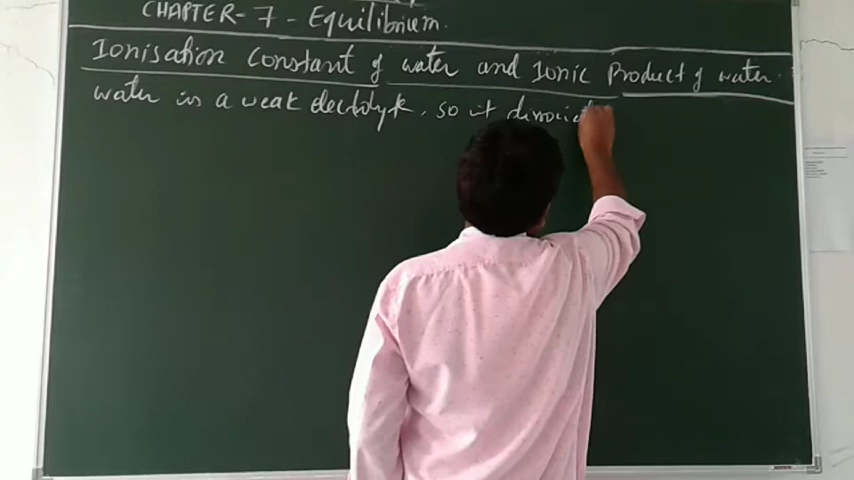 CHAPTER-7 - Equilibrium.
Ionisation Constant of water and Ionic Product of water.
water is a weak electrolyte, so it dissociat